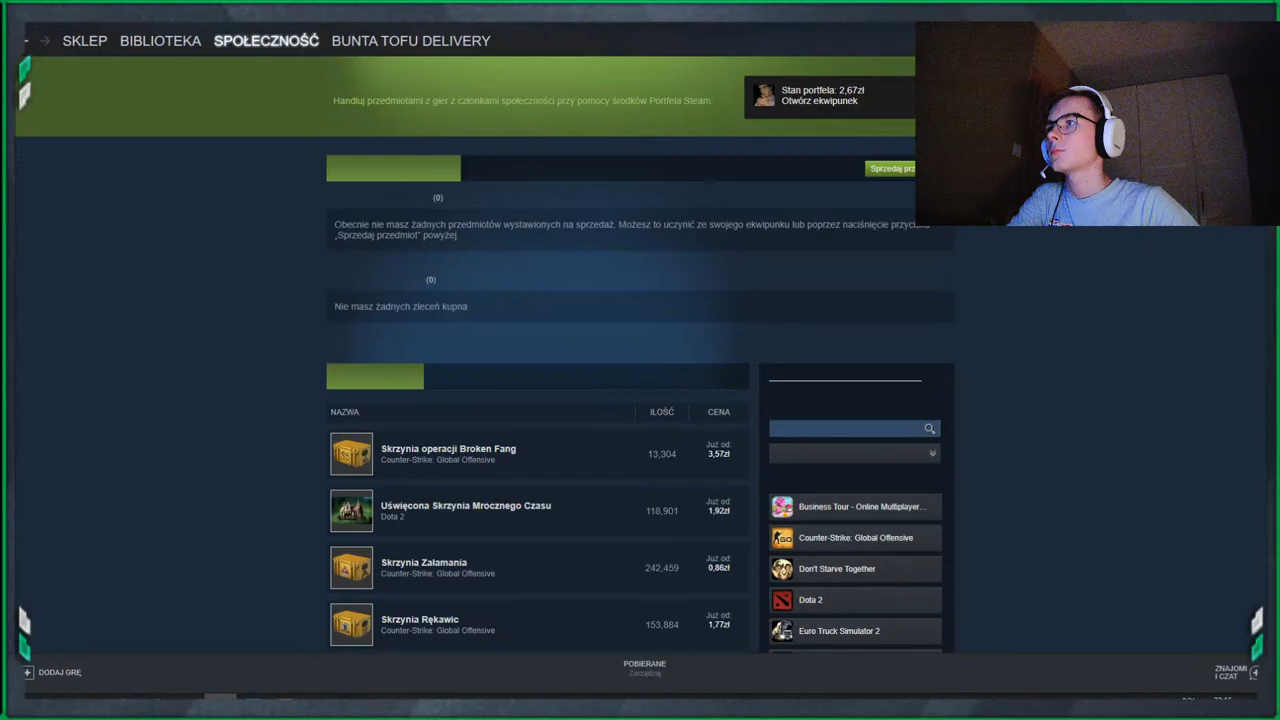 SKLEP BIBLIOTEKA SPOŁECZNOŚĆ BUNTA TOFU DELIVERY
Handluj przedmiotami z gier z członkami społeczności przy pomocy środków Portfela Steam.
Stan portfela: 2,67zł
Otwórz ekwipunek
Sprzedaj prz
(0)
Obecnie nie masz żadnych przedmiotów wystawionych na sprzedaż. Możesz to uczynić ze swojego ekwipunku lub poprzez naciśnięcie przycisku
„Sprzedaj przedmiot" powyżej.
(0)
Nie masz żadnych zleceń kupna
NAZWA ILOŚĆ CENA
Skrzynia operacji Broken Fang
Counter-Strike: Global Offensive
13,304
Już od:
3,57zł
Uświęcona Skrzynia Mrocznego Czasu
Dota 2
118,901
Już od:
1,92zł
Skrzynia Załamania
Counter-Strike: Global Offensive
242,459
Już od:
0,86zł
Skrzynia Rękawic
Counter-Strike: Global Offensive
153,884
Już od:
1,77zł
Business Tour - Online Multiplayer...
Counter-Strike: Global Offensive
Don't Starve Together
Dota 2
Euro Truck Simulator 2
DODAJ GRĘ
POBIERANE
Zarządzaj
ZNAJOMI
I CZAT